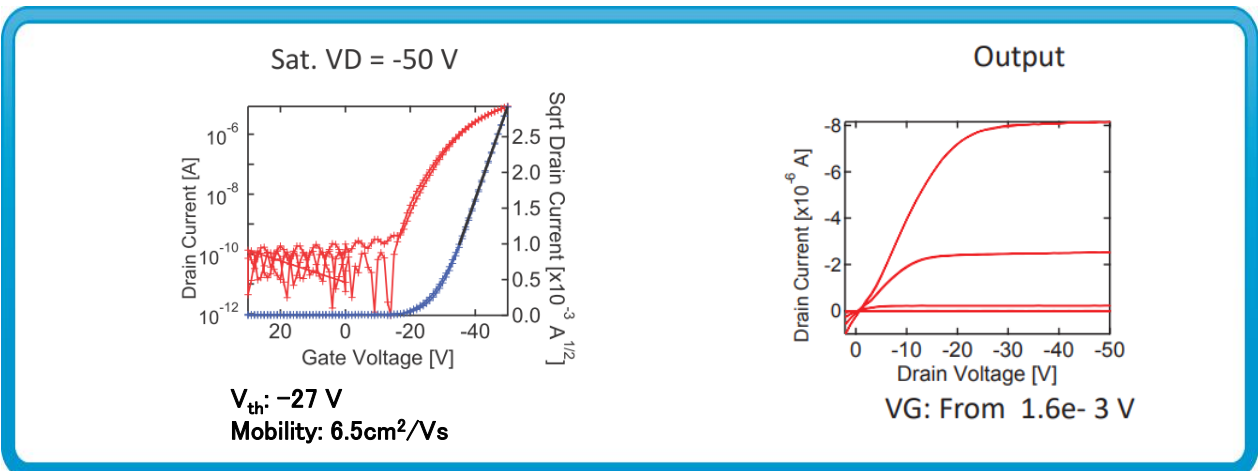 Sat. VD = -50 V
10⁻⁶
10⁻⁸
10⁻¹⁰
10⁻¹²
Drain Current [A]
20 0 -20 -40
Gate Voltage [V]
2.5
2.0
1.5
1.0
0.5
0.0
Sqrt Drain Current [x10⁻³ A^1/2]
Vth: -27 V
Mobility: 6.5cm²/Vs
Output
-8
-6
-4
-2
0
Drain Current [x10⁻⁶ A]
0 -10 -20 -30 -40 -50
Drain Voltage [V]
VG: From 1.6e- 3 V